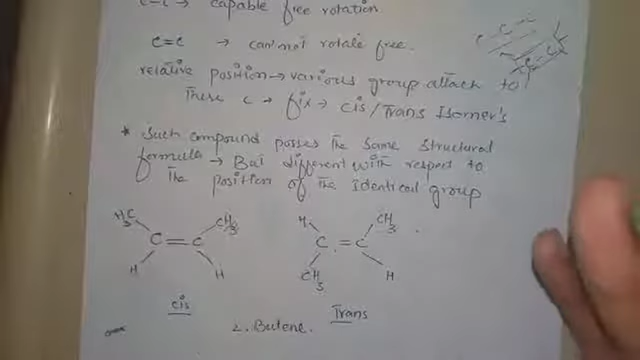 C-C → capable free rotation.
C=C → can not rotate free.
relative position → various group attach to
These C → fix → cis/Trans Isomer's
* Such compound posses The same structured
formula → But different with respect to
The position of The identical group
H3C CH3 H CH3
C=C C=C
H H CH3 H
cis Trans
2. Butene.